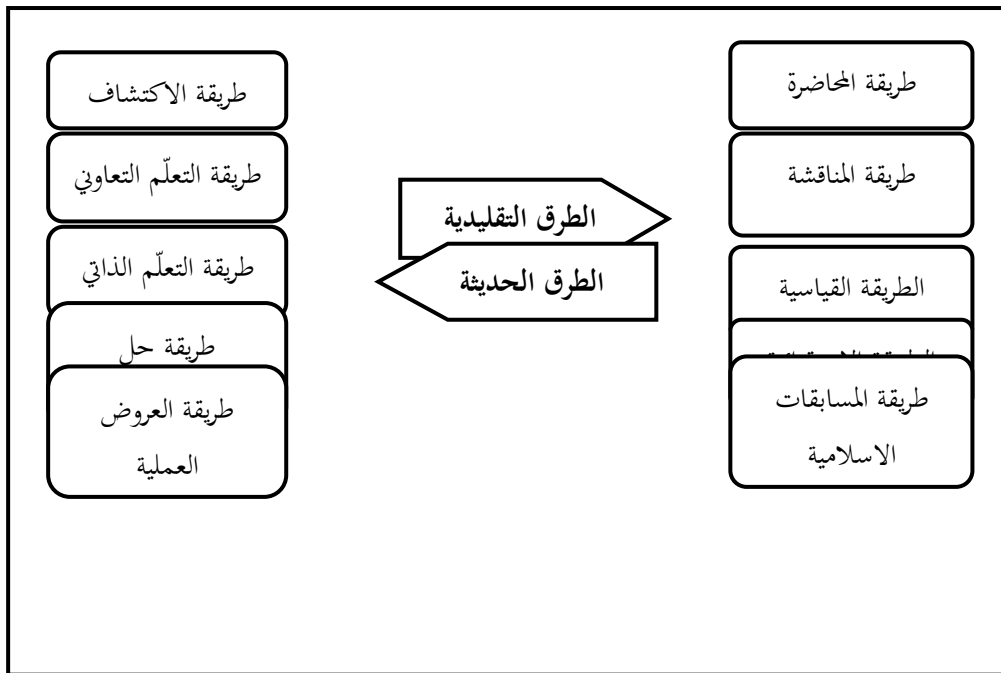 طريقة المحاضرة
طريقة المناقشة
الطريقة القياسية
طريقة المسابقات
الاسلامية
الطرق التقليدية
الطرق الحديثة
طريقة الاكتشاف
طريقة التعلّم التعاوني
طريقة التعلّم الذاتي
طريقة حل
طريقة العروض
العملية